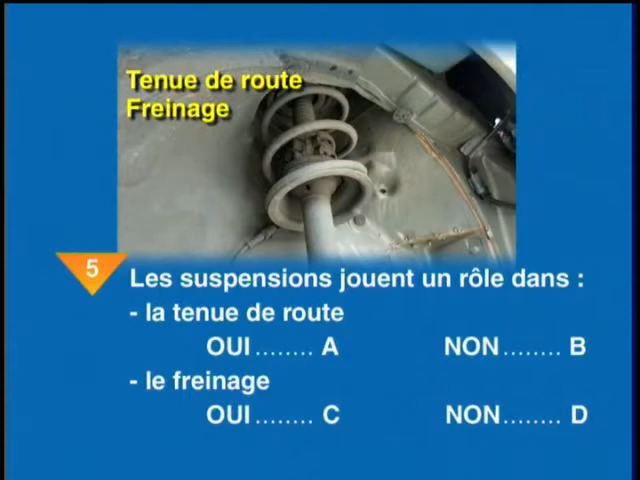 Tenue de route
Freinage
5
Les suspensions jouent un rôle dans :
- la tenue de route
OUI ........ A NON ........ B
- le freinage
OUI ........ C NON ........ D